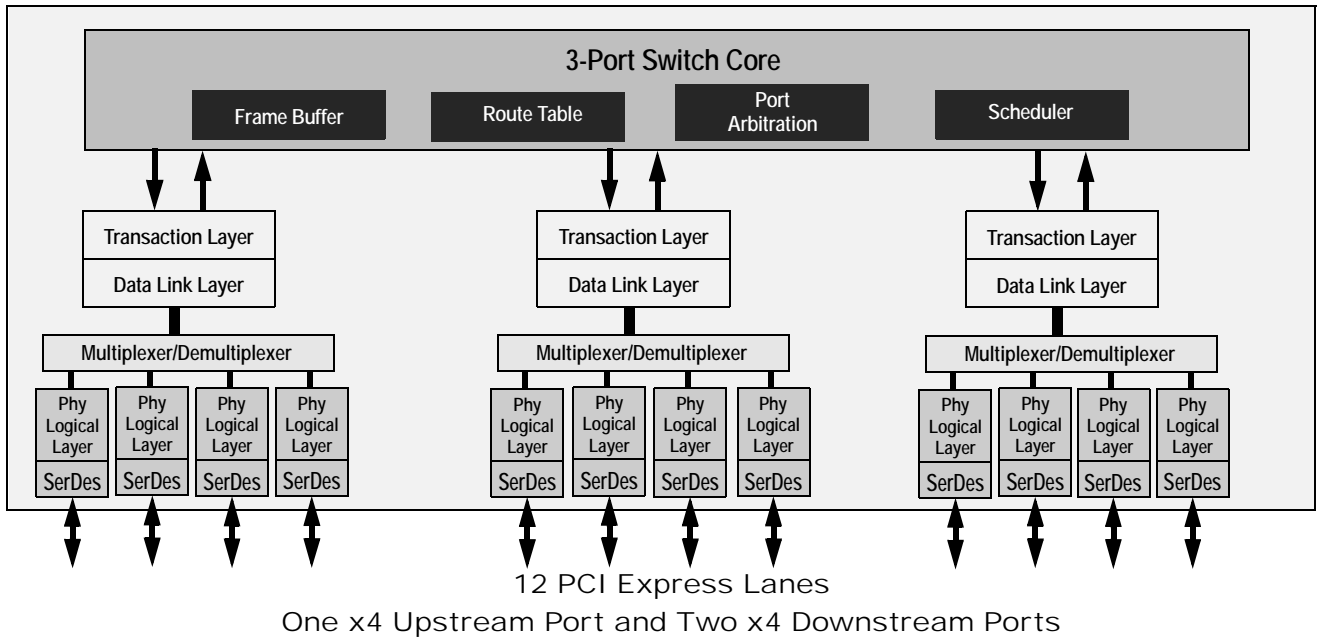 3-Port Switch Core
Frame Buffer
Route Table
Port
Arbitration
Scheduler
Transaction Layer
Data Link Layer
Multiplexer/Demultiplexer
Phy
Logical
Layer
SerDes
Phy
Logical
Layer
SerDes
Phy
Logical
Layer
SerDes
Phy
Logical
Layer
SerDes
Transaction Layer
Data Link Layer
Multiplexer/Demultiplexer
Phy
Logical
Layer
SerDes
Phy
Logical
Layer
SerDes
Phy
Logical
Layer
SerDes
Phy
Logical
Layer
SerDes
Transaction Layer
Data Link Layer
Multiplexer/Demultiplexer
Phy
Logical
Layer
SerDes
Phy
Logical
Layer
SerDes
Phy
Logical
Layer
SerDes
Phy
Logical
Layer
SerDes
12 PCI Express Lanes
One x4 Upstream Port and Two x4 Downstream Ports